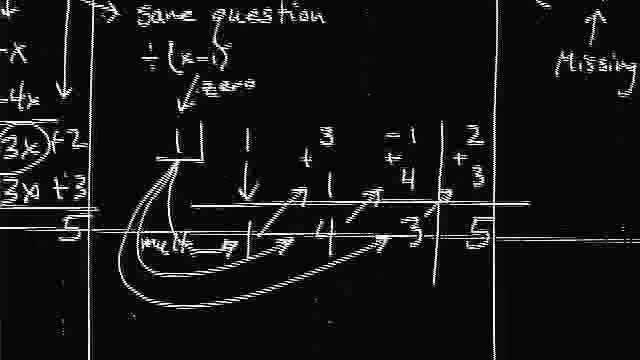 Same question
÷ (x-1)
zero
Missing
-x
-4x
3x +2
3x +3
5
1 1 3 -1 2
+ + +
1 4 3
mult 1 4 3 5